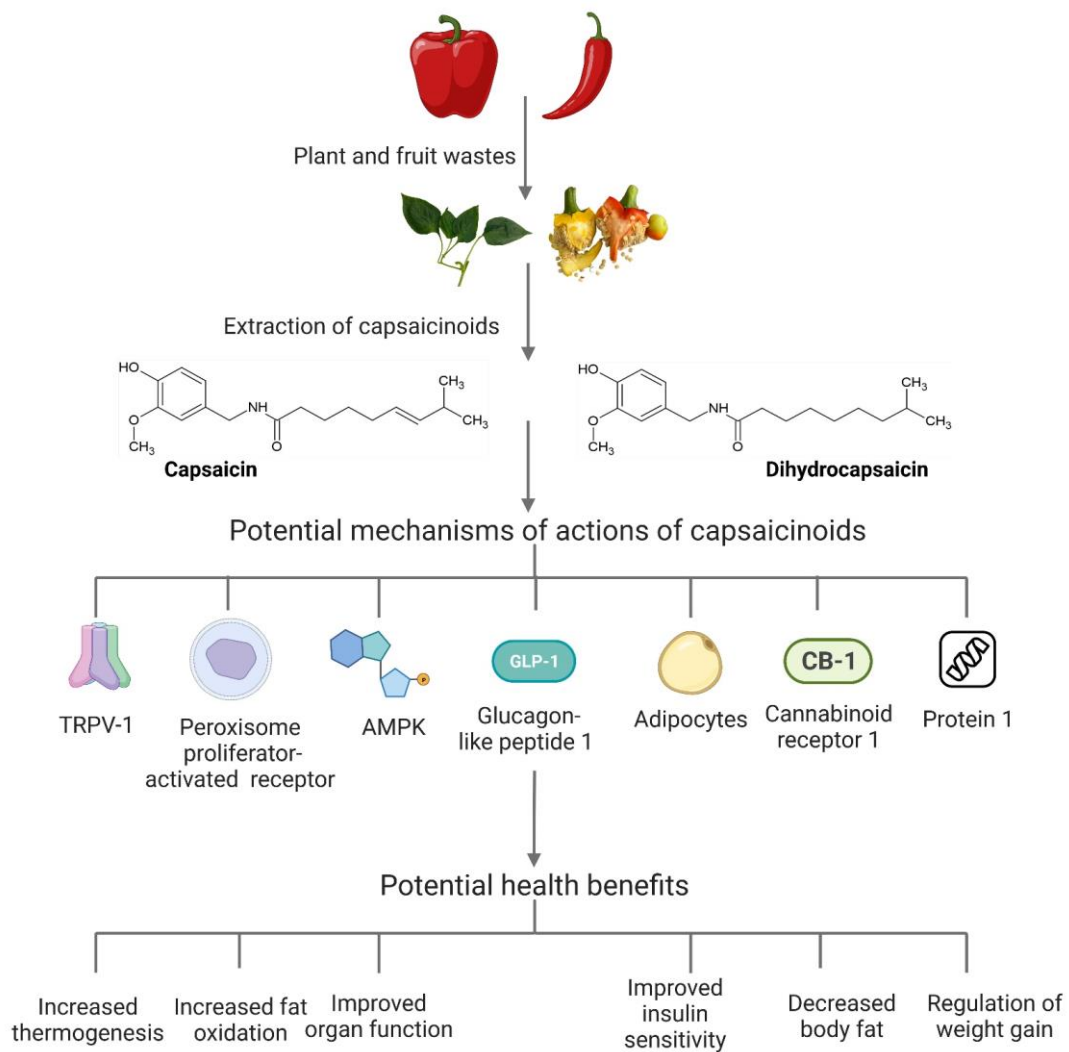 Plant and fruit wastes
Extraction of capsaicinoids
HO
O
CH₃
NH
O
CH₃
CH₃
Capsaicin
HO
O
CH₃
NH
O
CH₃
CH₃
Dihydrocapsaicin
Potential mechanisms of actions of capsaicinoids
TRPV-1
Peroxisome
proliferator-
activated receptor
P
AMPK
GLP-1
Glucagon-
like peptide 1
Adipocytes
CB-1
Cannabinoid
receptor 1
Protein 1
Potential health benefits
Increased
thermogenesis
Increased fat
oxidation
Improved
organ function
Improved
insulin
sensitivity
Decreased
body fat
Regulation of
weight gain